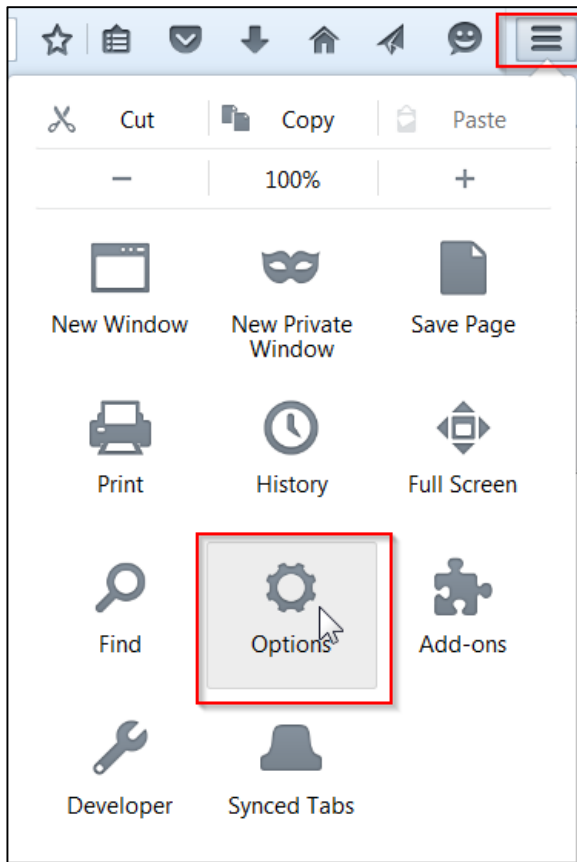 Cut Copy Paste
− 100% +
New Window New Private Window Save Page
Print History Full Screen
Find Options Add-ons
Developer Synced Tabs